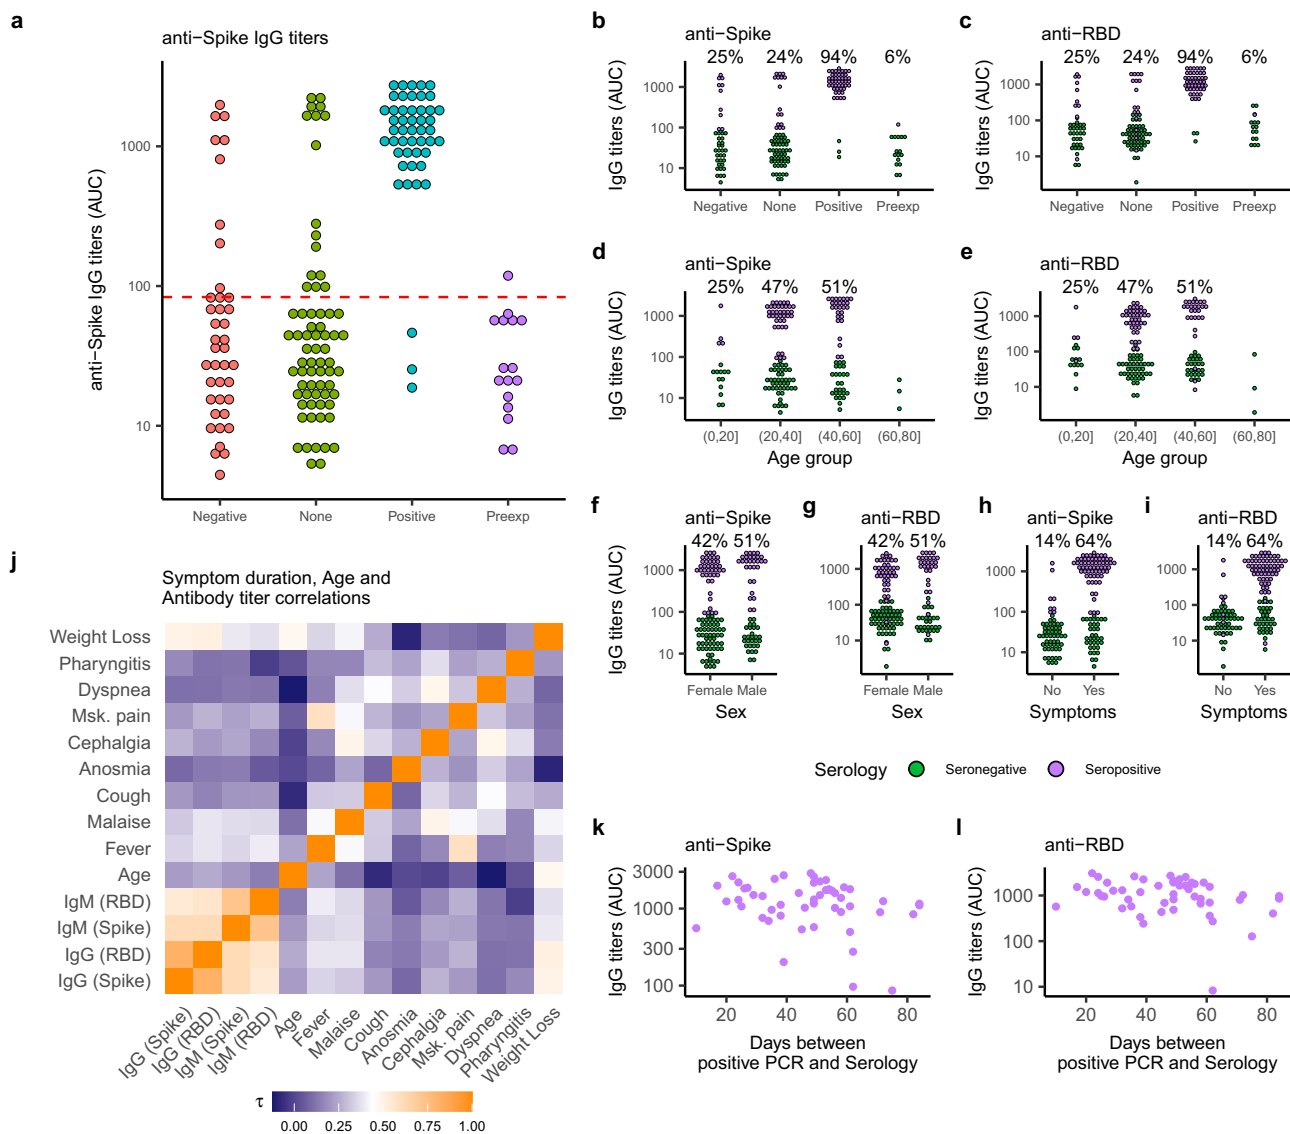 a
anti−Spike IgG titers
anti−Spike IgG titers (AUC)
1000
100
10
Negative None Positive Preexp
b
anti−Spike
25% 24% 94% 6%
IgG titers (AUC)
1000
100
10
Negative None Positive Preexp
c
anti−RBD
25% 24% 94% 6%
IgG titers (AUC)
1000
100
10
Negative None Positive Preexp
d
anti−Spike
25% 47% 51%
IgG titers (AUC)
1000
100
10
(0,20] (20,40] (40,60] (60,80]
Age group
e
anti−RBD
25% 47% 51%
IgG titers (AUC)
1000
100
10
(0,20] (20,40] (40,60] (60,80]
Age group
f
anti−Spike
42% 51%
IgG titers (AUC)
1000
100
10
Female Male
Sex
g
anti−RBD
42% 51%
1000
100
10
Female Male
Sex
h
anti−Spike
14% 64%
1000
100
10
No Yes
Symptoms
i
anti−RBD
14% 64%
1000
100
10
No Yes
Symptoms
Serology Seronegative Seropositive
j
Symptom duration, Age and
Antibody titer correlations
Weight Loss
Pharyngitis
Dyspnea
Msk. pain
Cephalgia
Anosmia
Cough
Malaise
Fever
Age
IgM (RBD)
IgM (Spike)
IgG (RBD)
IgG (Spike)
IgG (Spike)
IgG (RBD)
IgM (Spike)
IgM (RBD)
Age
Fever
Malaise
Cough
Anosmia
Cephalgia
Msk. pain
Dyspnea
Pharyngitis
Weight Loss
τ
0.00 0.25 0.50 0.75 1.00
k
anti−Spike
IgG titers (AUC)
3000
1000
300
100
20 40 60 80
Days between
positive PCR and Serology
l
anti−RBD
IgG titers (AUC)
1000
100
10
20 40 60 80
Days between
positive PCR and Serology